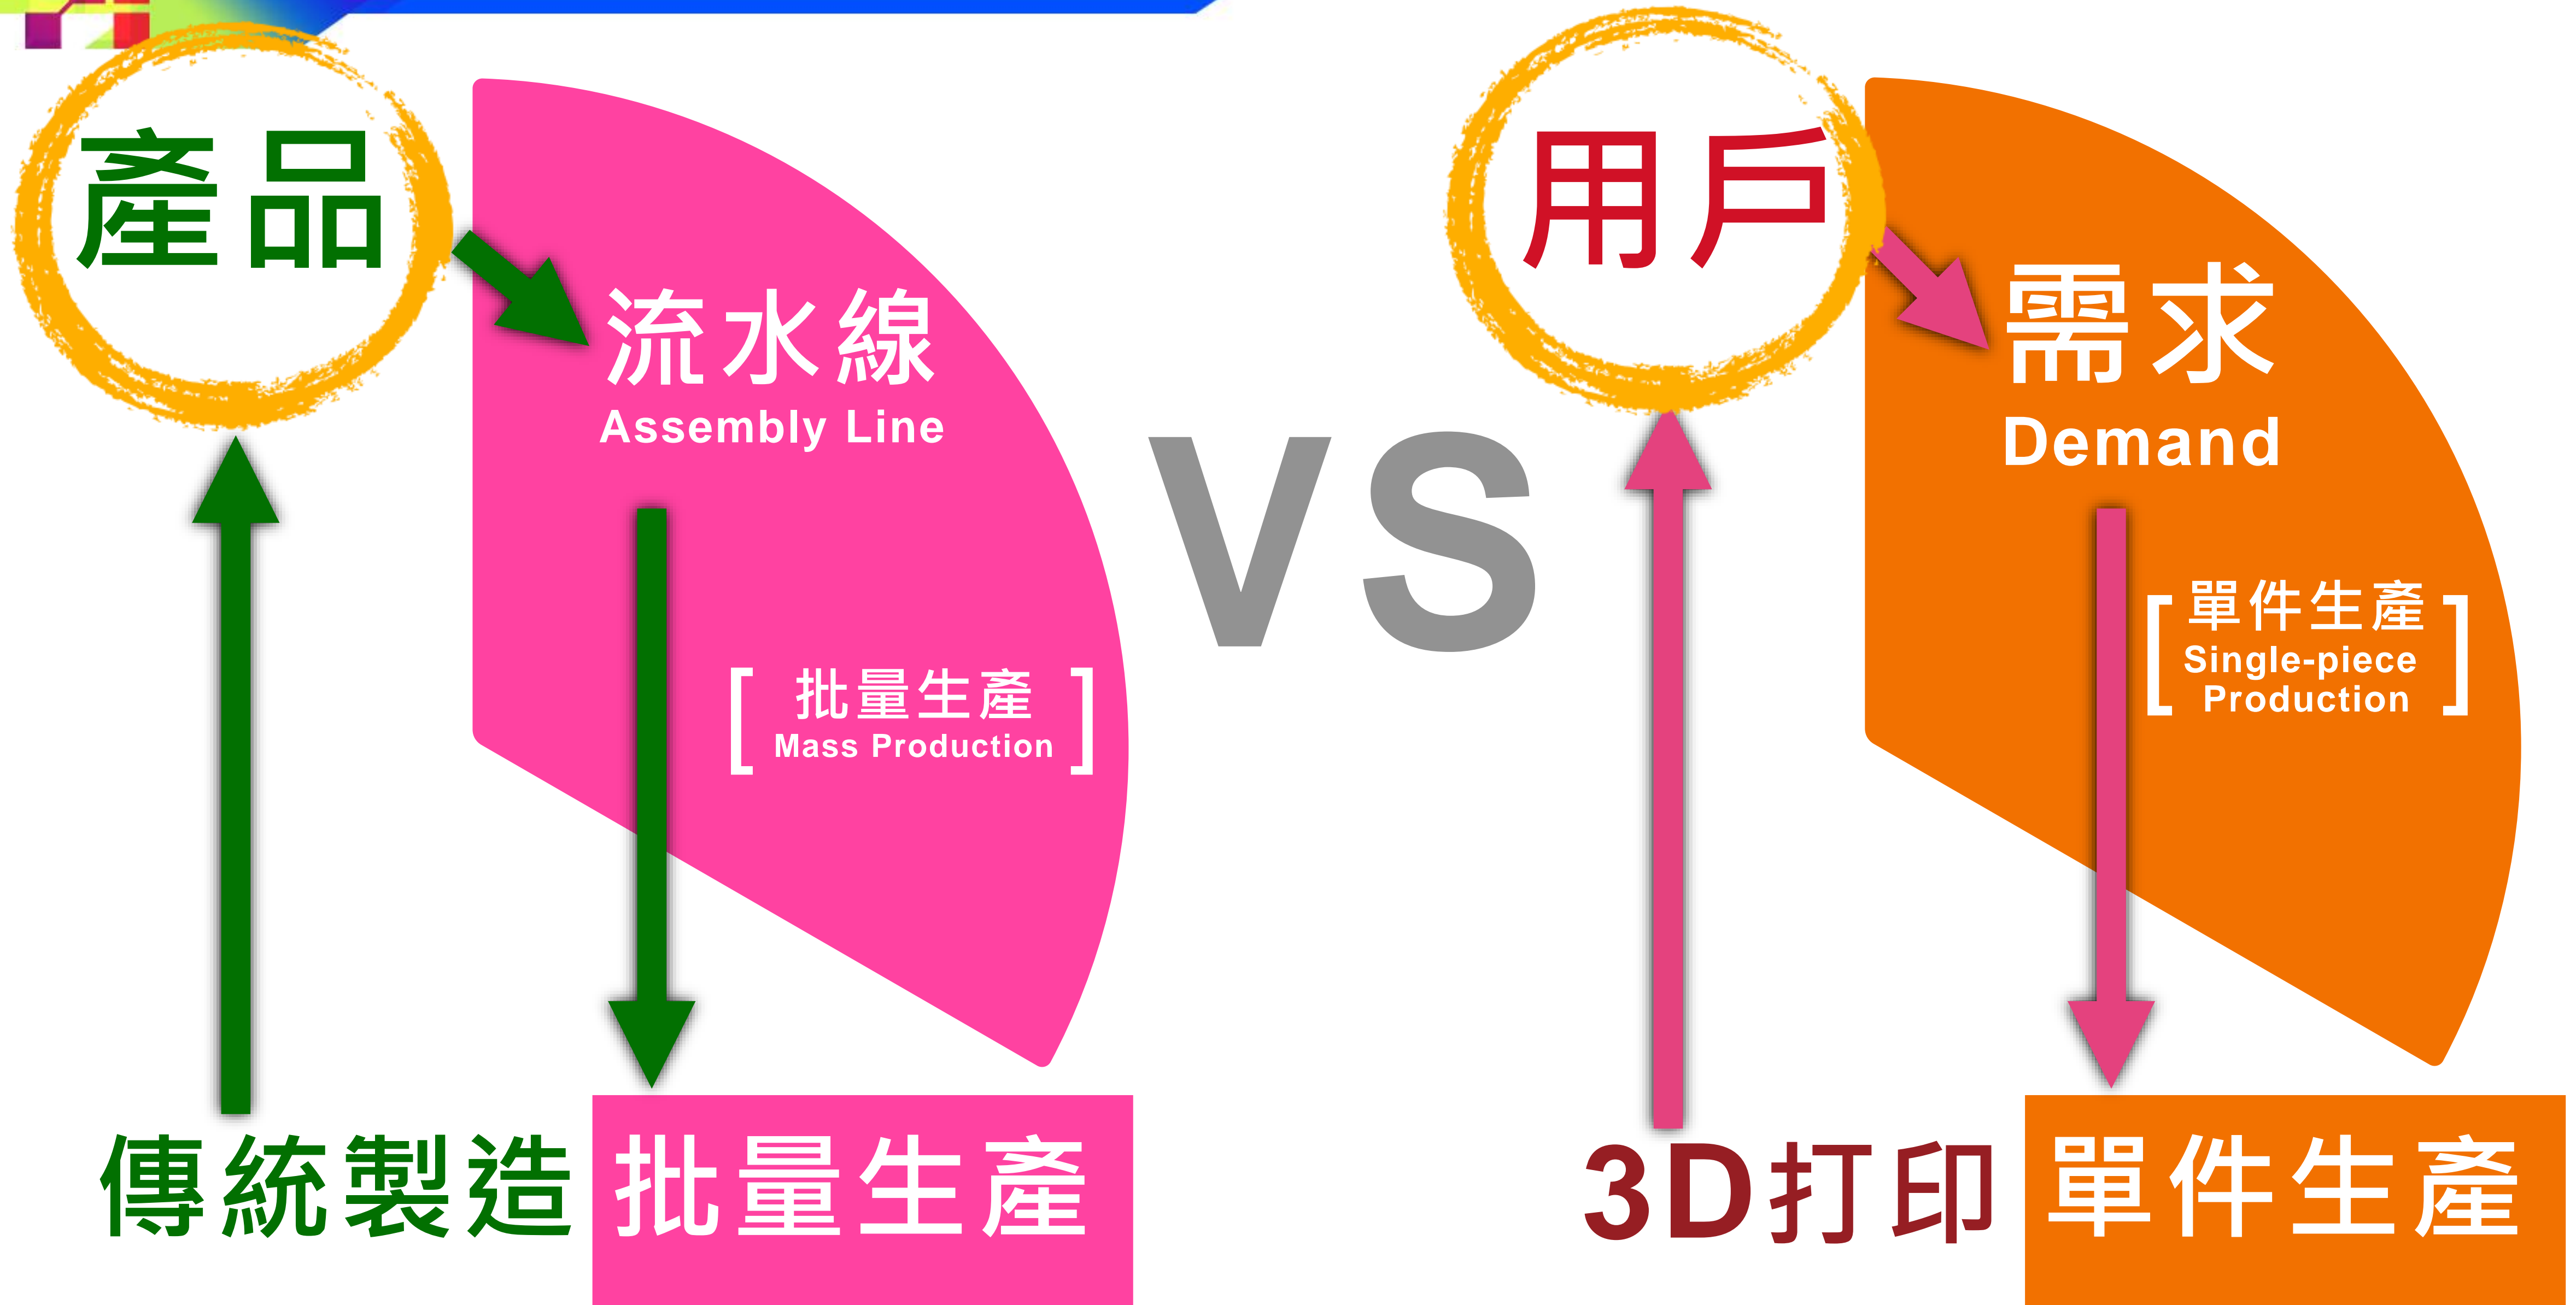 產品
流水線
Assembly Line
[ 批量生產 ]
Mass Production
傳統製造
批量生產
VS
用戶
需求
Demand
[ 單件生產 ]
Single-piece
Production
3D打印
單件生產